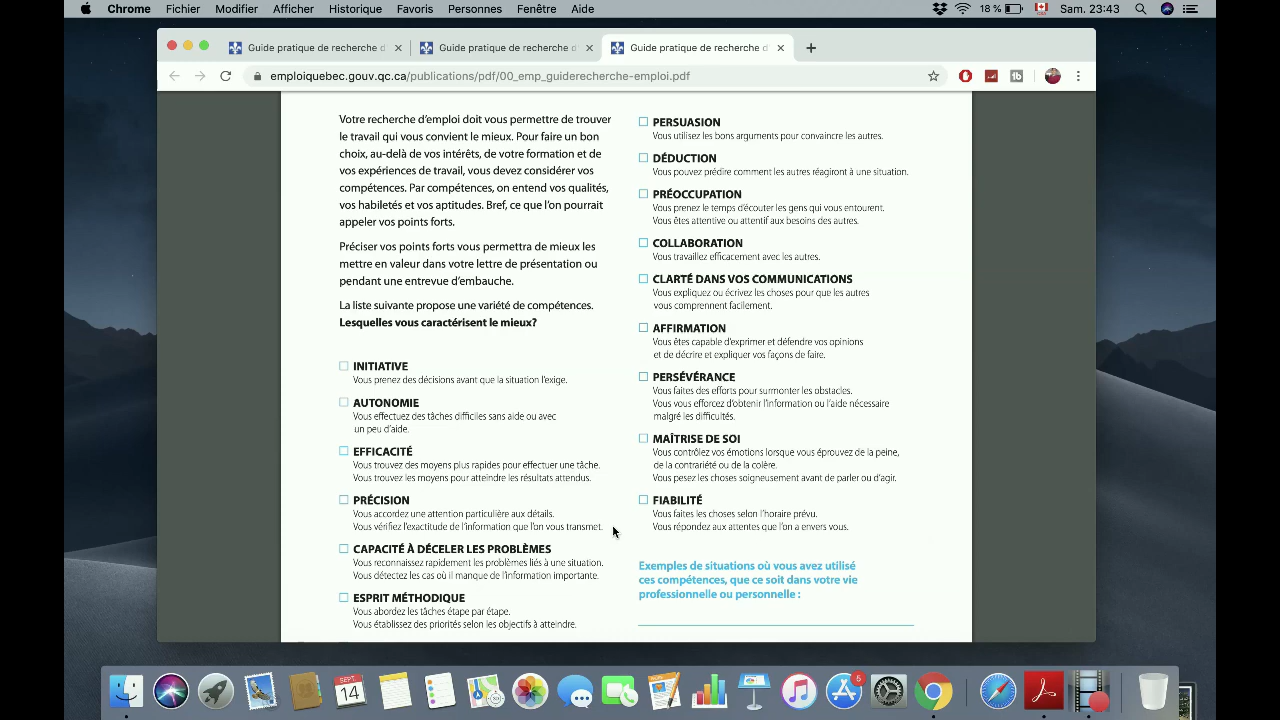 Chrome Fichier Modifier Afficher Historique Favoris Personnes Fenêtre Aide 18 % Sam. 23:43
Guide pratique de recherche d Guide pratique de recherche d Guide pratique de recherche d
emploiquebec.gouv.qc.ca/publications/pdf/00_emp_guiderecherche-emploi.pdf
Votre recherche d'emploi doit vous permettre de trouver
le travail qui vous convient le mieux. Pour faire un bon
choix, au-delà de vos intérêts, de votre formation et de
vos expériences de travail, vous devez considérer vos
compétences. Par compétences, on entend vos qualités,
vos habiletés et vos aptitudes. Bref, ce que l'on pourrait
appeler vos points forts.
Préciser vos points forts vous permettra de mieux les
mettre en valeur dans votre lettre de présentation ou
pendant une entrevue d'embauche.
La liste suivante propose une variété de compétences.
Lesquelles vous caractérisent le mieux?
INITIATIVE
Vous prenez des décisions avant que la situation l'exige.
AUTONOMIE
Vous effectuez des tâches difficiles sans aide ou avec
un peu d'aide.
EFFICACITÉ
Vous trouvez des moyens plus rapides pour effectuer une tâche.
Vous trouvez les moyens pour atteindre les résultats attendus.
PRÉCISION
Vous accordez une attention particulière aux détails.
Vous vérifiez l'exactitude de l'information que l'on vous transmet.
CAPACITÉ À DÉCELER LES PROBLÈMES
Vous reconnaissez rapidement les problèmes liés à une situation.
Vous détectez les cas où il manque de l'information importante.
ESPRIT MÉTHODIQUE
Vous abordez les tâches étape par étape.
Vous établissez des priorités selon les objectifs à atteindre.
PERSUASION
Vous utilisez les bons arguments pour convaincre les autres.
DÉDUCTION
Vous pouvez prédire comment les autres réagiront à une situation.
PRÉOCCUPATION
Vous prenez le temps d'écouter les gens qui vous entourent.
Vous êtes attentive ou attentif aux besoins des autres.
COLLABORATION
Vous travaillez efficacement avec les autres.
CLARTÉ DANS VOS COMMUNICATIONS
Vous expliquez ou écrivez les choses pour que les autres
vous comprennent facilement.
AFFIRMATION
Vous êtes capable d'exprimer et défendre vos opinions
et de décrire et expliquer vos façons de faire.
PERSÉVÉRANCE
Vous faites des efforts pour surmonter les obstacles.
Vous vous efforcez d'obtenir l'information ou l'aide nécessaire
malgré les difficultés.
MAÎTRISE DE SOI
Vous contrôlez vos émotions lorsque vous éprouvez de la peine,
de la contrariété ou de la colère.
Vous pesez les choses soigneusement avant de parler ou d'agir.
FIABILITÉ
Vous faites les choses selon l'horaire prévu.
Vous répondez aux attentes que l'on a envers vous.
Exemples de situations où vous avez utilisé
ces compétences, que ce soit dans votre vie
professionnelle ou personnelle :
SEPT.
14
5